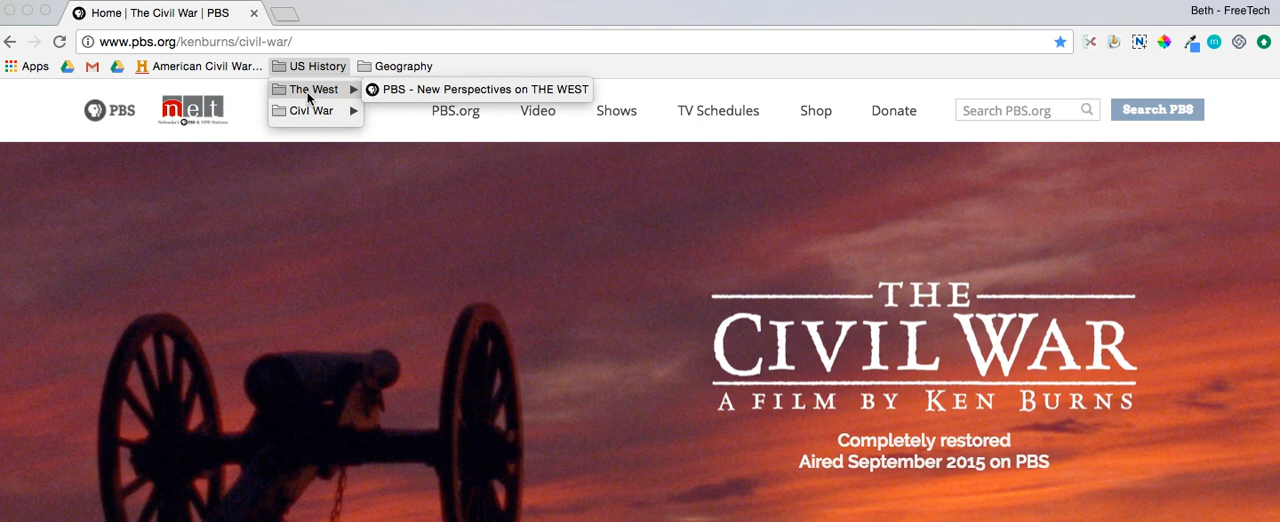 Home | The Civil War | PBS
Beth - FreeTech
www.pbs.org/kenburns/civil-war/
Apps
American Civil War...
US History
Geography
The West
PBS - New Perspectives on THE WEST
Civl War
PBS
net
PBS.org
Video
Shows
TV Schedules
Shop
Donate
Search PBS.org
Search PBS
THE
CIVIL WAR
A FILM BY KEN BURNS
Completely restored
Aired September 2015 on PBS